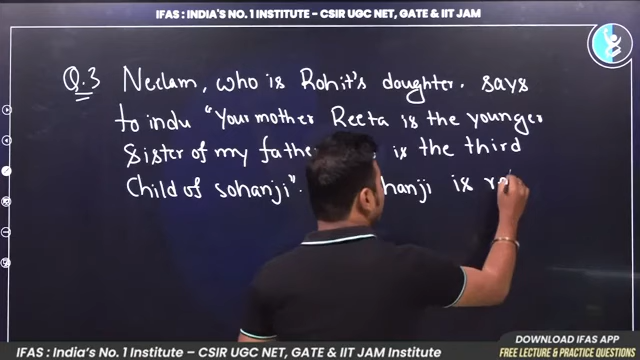 IFAS : INDIA'S NO. 1 INSTITUTE – CSIR UGC NET, GATE & IIT JAM
Q.3 Neelam, who is Rohit's daughter. says
to indu "Your mother Reeta is the younger
Sister of my fathe is the third
Child of sohanji". hanji is re
DOWNLOAD IFAS APP
IFAS : India's No. 1 Institute – CSIR UGC NET, GATE & IIT JAM Institute
FREE LECTURE & PRACTICE QUESTIONS